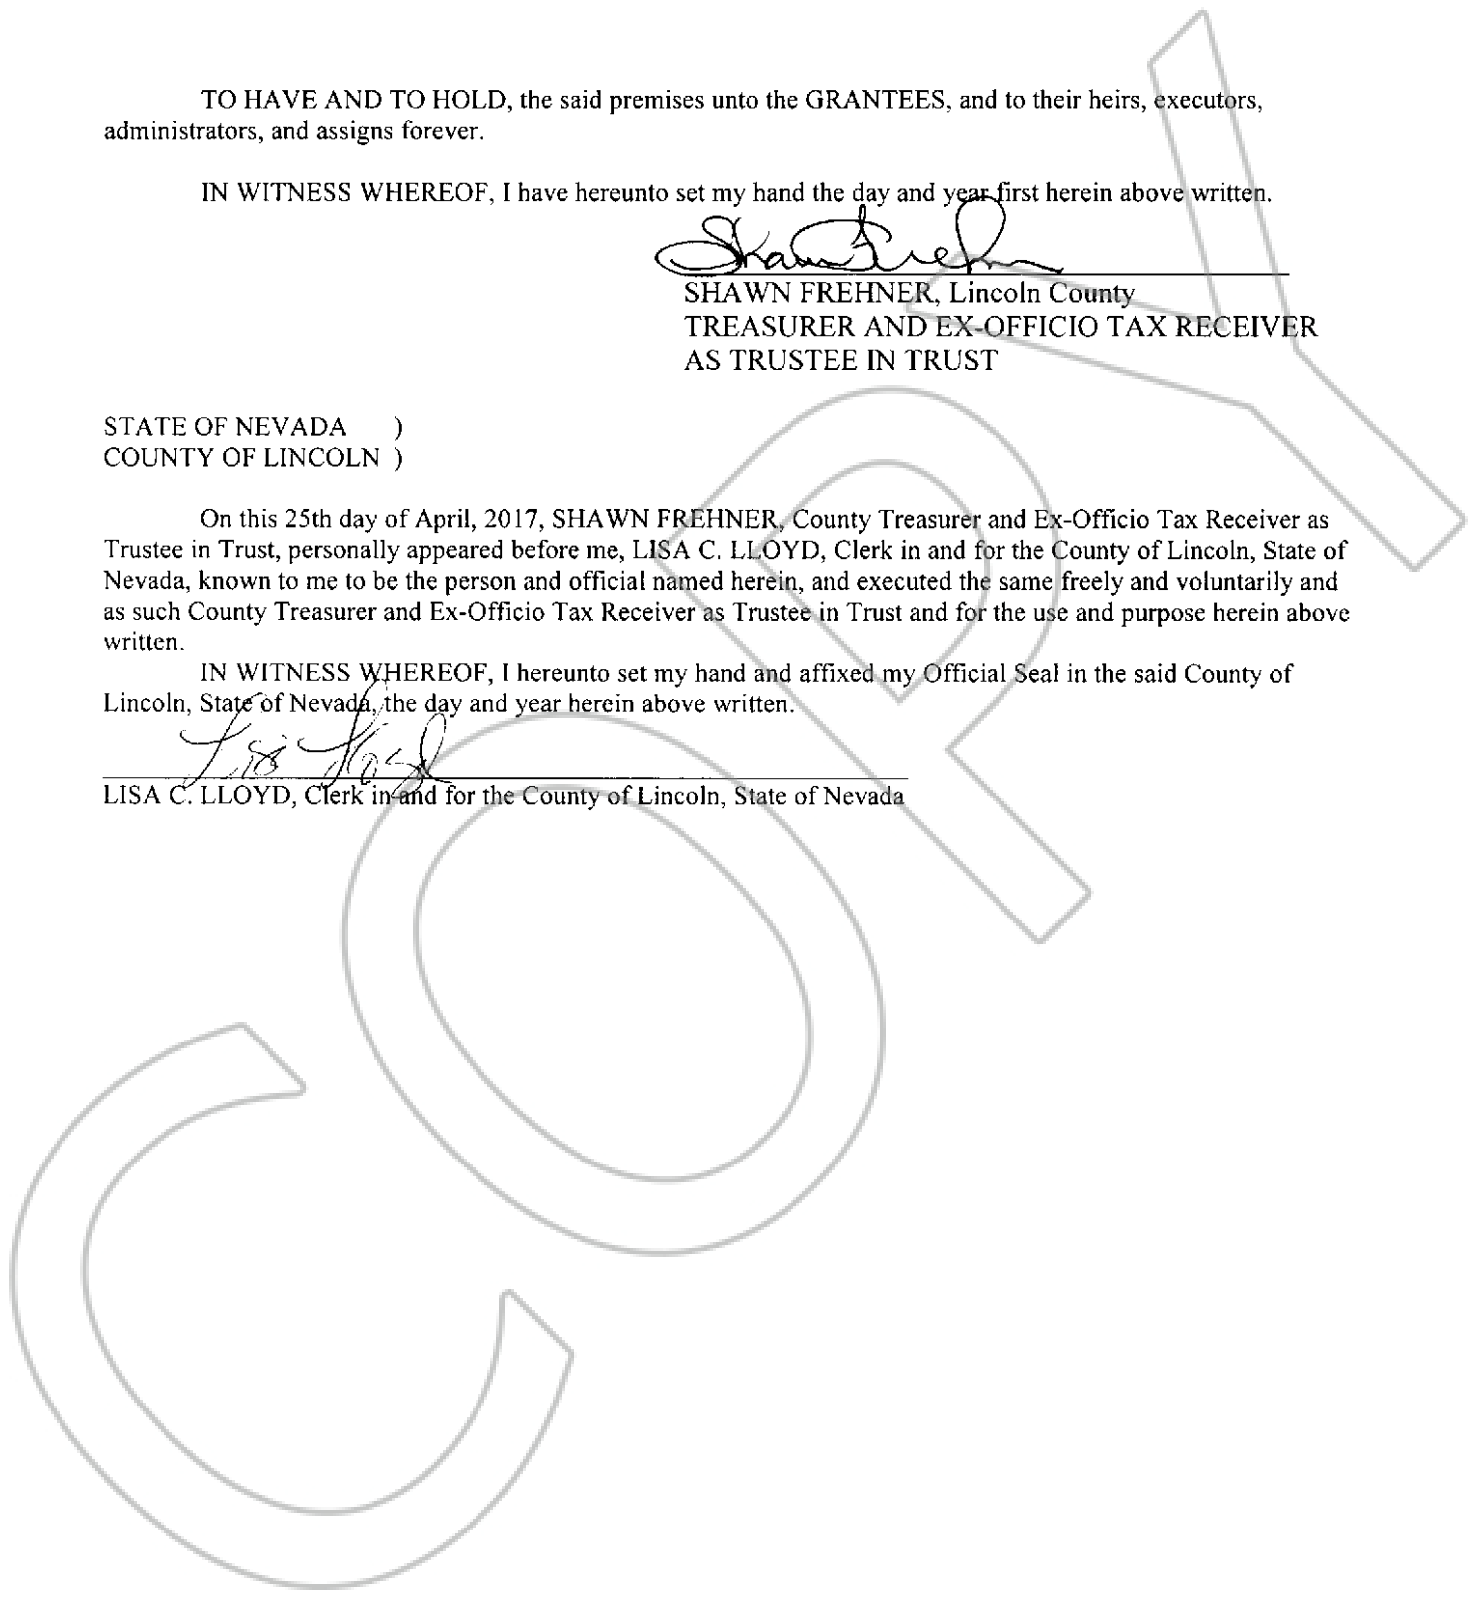 TO HAVE AND TO HOLD, the said premises unto the GRANTEES, and to their heirs, executors,
administrators, and assigns forever.
IN WITNESS WHEREOF, I have hereunto set my hand the day and year first herein above written.
Shawn Frehner
SHAWN FREHNER, Lincoln County
TREASURER AND EX-OFFICIO TAX RECEIVER
AS TRUSTEE IN TRUST
STATE OF NEVADA )
COUNTY OF LINCOLN )
On this 25th day of April, 2017, SHAWN FREHNER, County Treasurer and Ex-Officio Tax Receiver as
Trustee in Trust, personally appeared before me, LISA C. LLOYD, Clerk in and for the County of Lincoln, State of
Nevada, known to me to be the person and official named herein, and executed the same freely and voluntarily and
as such County Treasurer and Ex-Officio Tax Receiver as Trustee in Trust and for the use and purpose herein above
written.
IN WITNESS WHEREOF, I hereunto set my hand and affixed my Official Seal in the said County of
Lincoln, State of Nevada, the day and year herein above written.
Lisa Lloyd
LISA C. LLOYD, Clerk in and for the County of Lincoln, State of Nevada
COPY